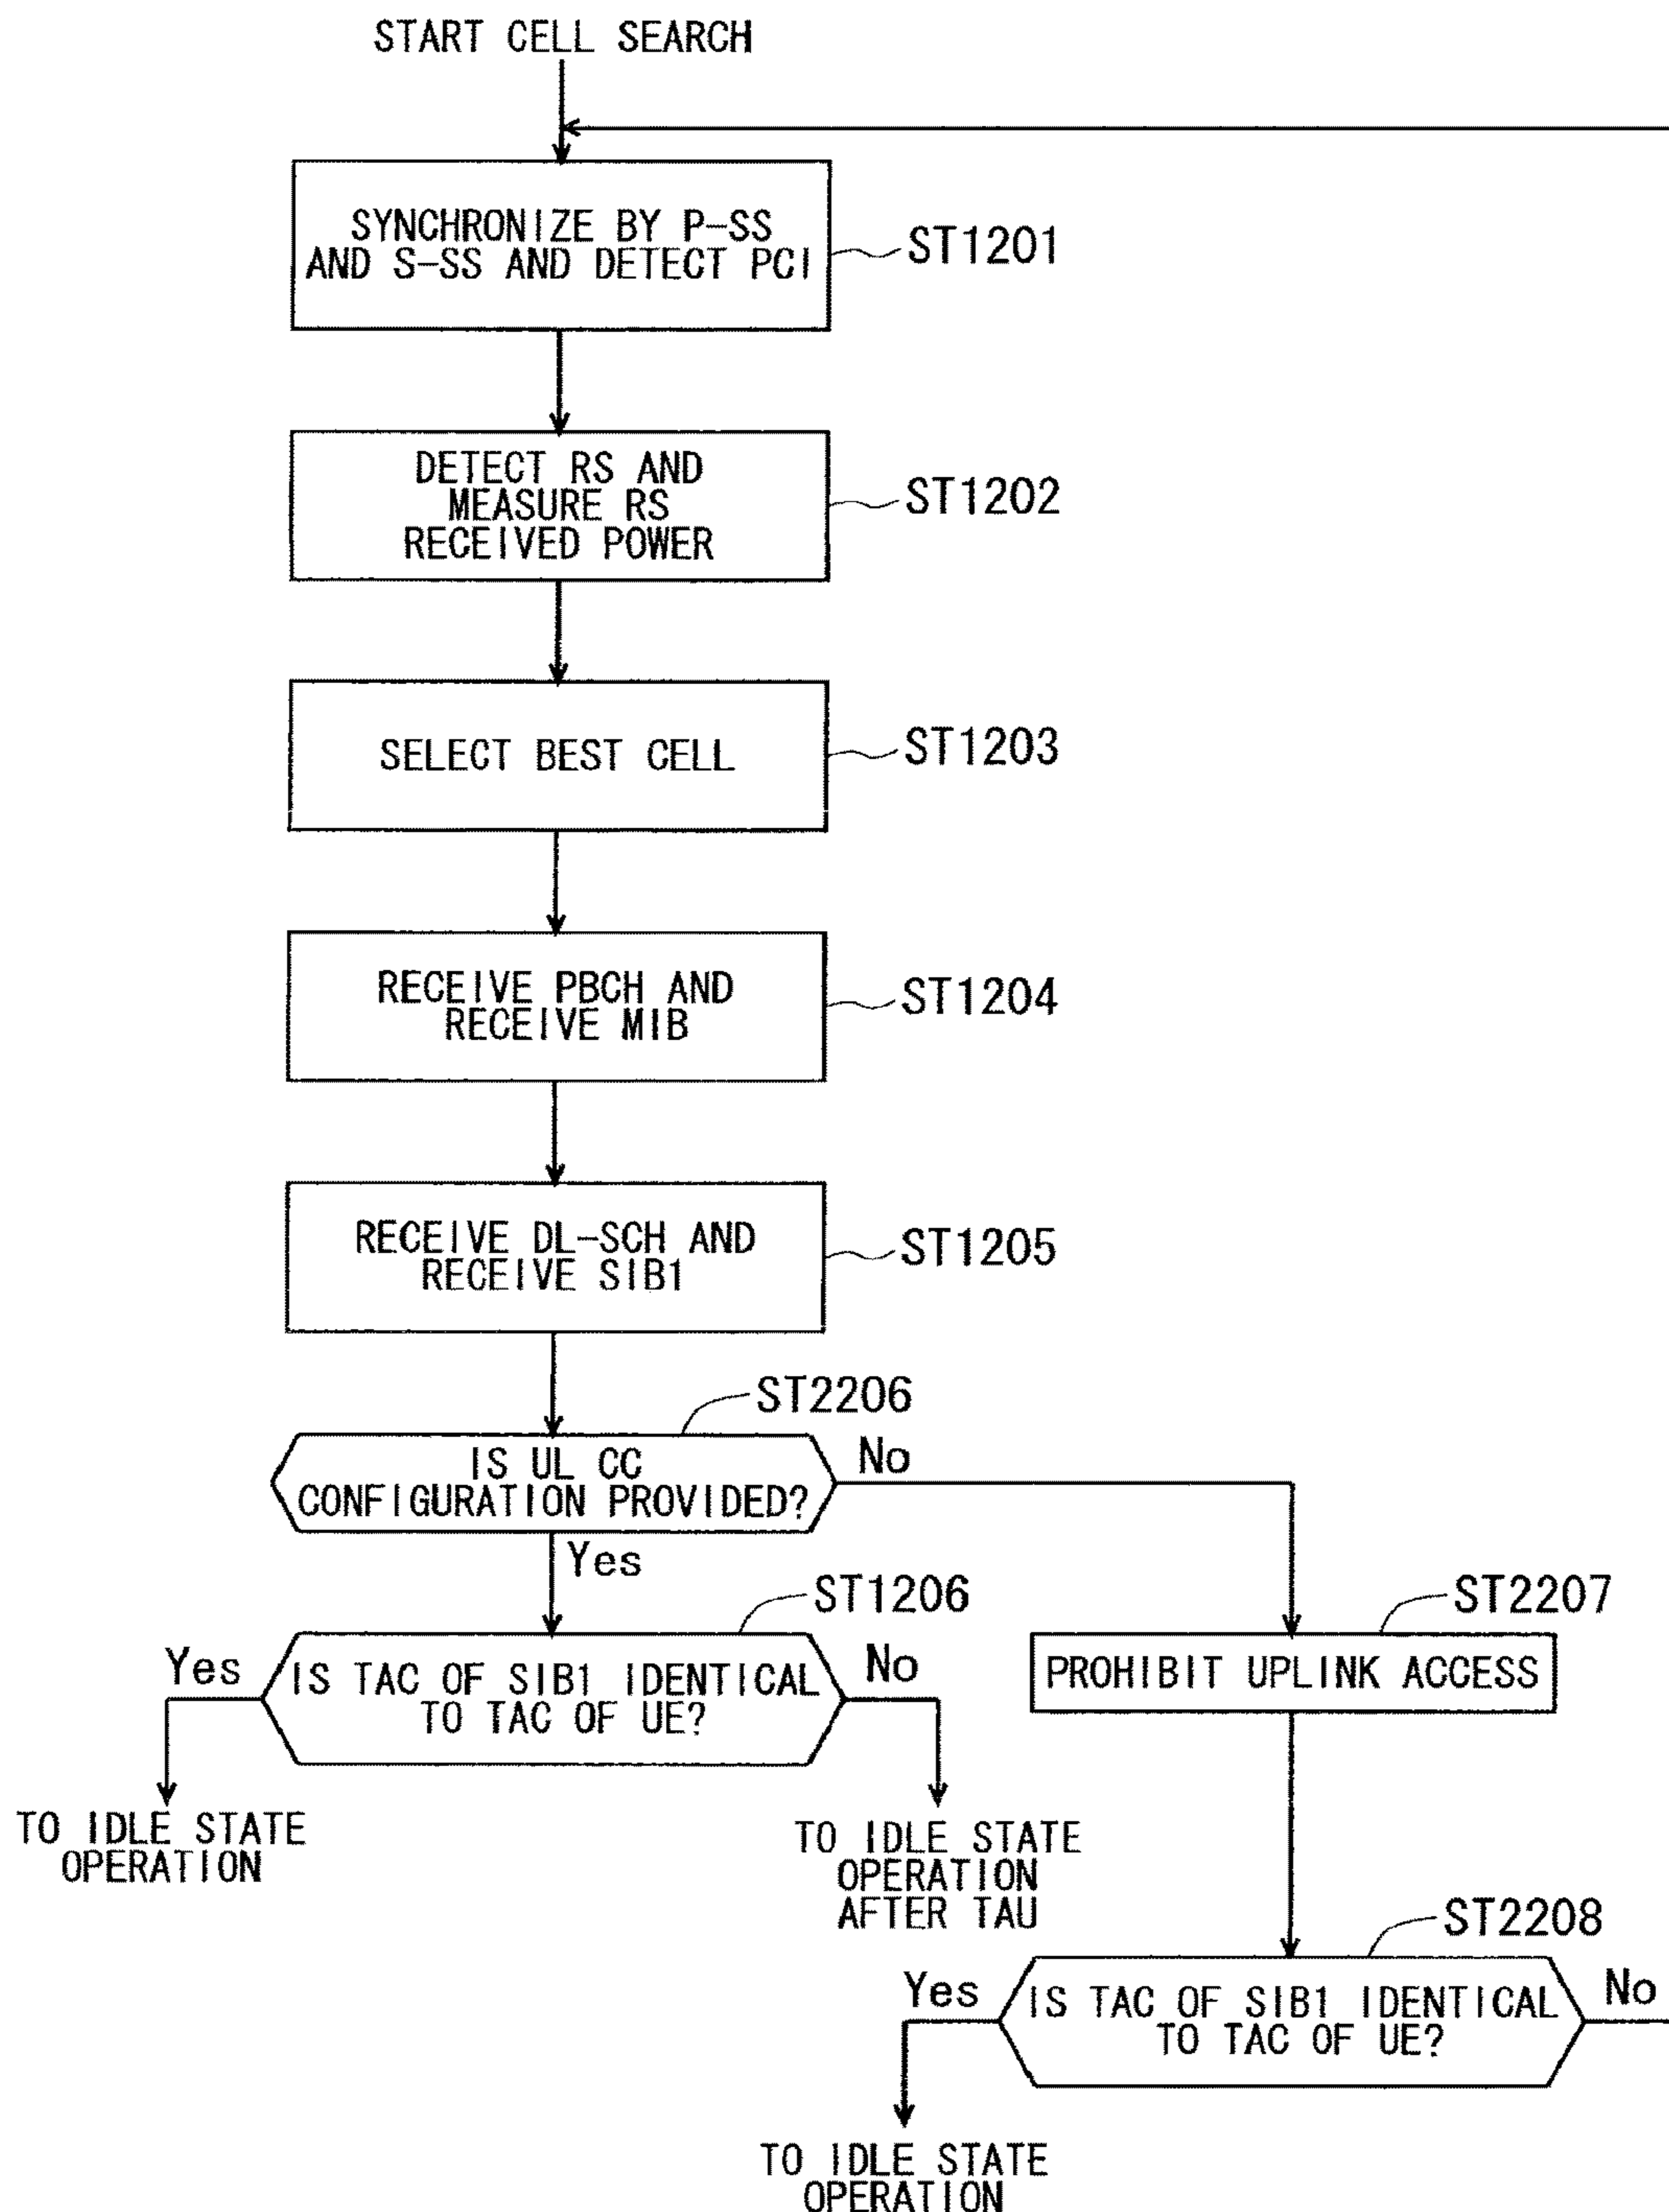 START CELL SEARCH
SYNCHRONIZE BY P-SS
AND S-SS AND DETECT PCI
ST1201
DETECT RS AND
MEASURE RS
RECEIVED POWER
ST1202
SELECT BEST CELL
ST1203
RECEIVE PBCH AND
RECEIVE MIB
ST1204
RECEIVE DL-SCH AND
RECEIVE SIB1
ST1205
ST2206
IS UL CC
CONFIGURATION PROVIDED?
No
Yes
ST1206
IS TAC OF SIB1 IDENTICAL
TO TAC OF UE?
Yes
No
ST2207
PROHIBIT UPLINK ACCESS
TO IDLE STATE
OPERATION
TO IDLE STATE
OPERATION
AFTER TAU
ST2208
IS TAC OF SIB1 IDENTICAL
TO TAC OF UE?
Yes
No
TO IDLE STATE
OPERATION